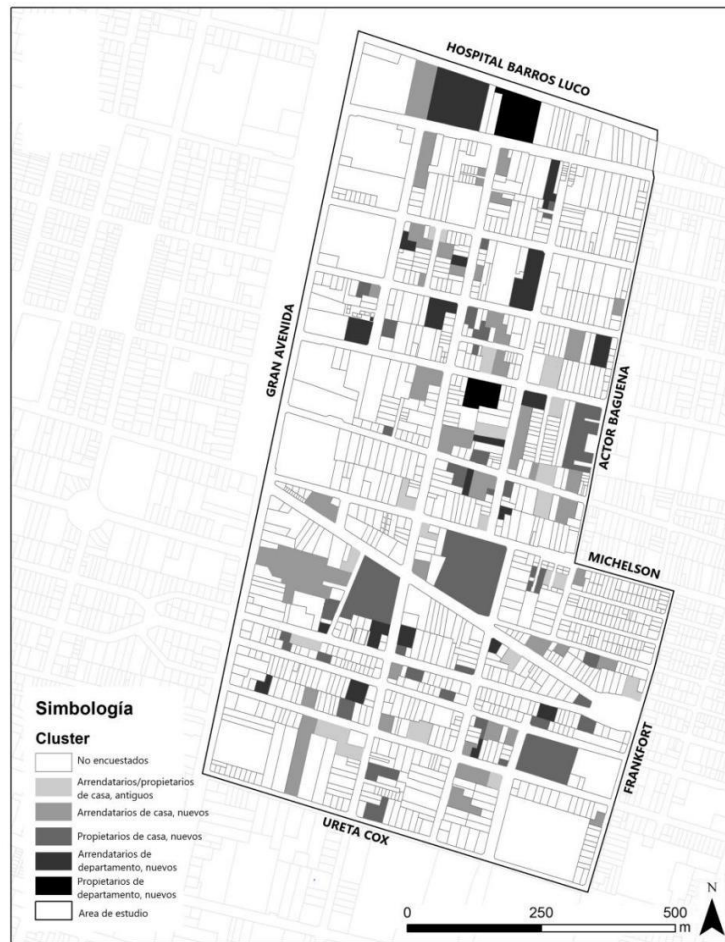 HOSPITAL BARROS LUCO
GRAN AVENIDA
ACTOR BAGUENA
MICHELSON
FRANKFORT
URETA COX
Simbología
Cluster
No encuestados
Arrendatarios/propietarios
de casa, antiguos
Arrendatarios de casa, nuevos
Propietarios de casa, nuevos
Arrendatarios de
departamento, nuevos
Propietarios de
departamento, nuevos
Area de estudio
N
0 250 500
m